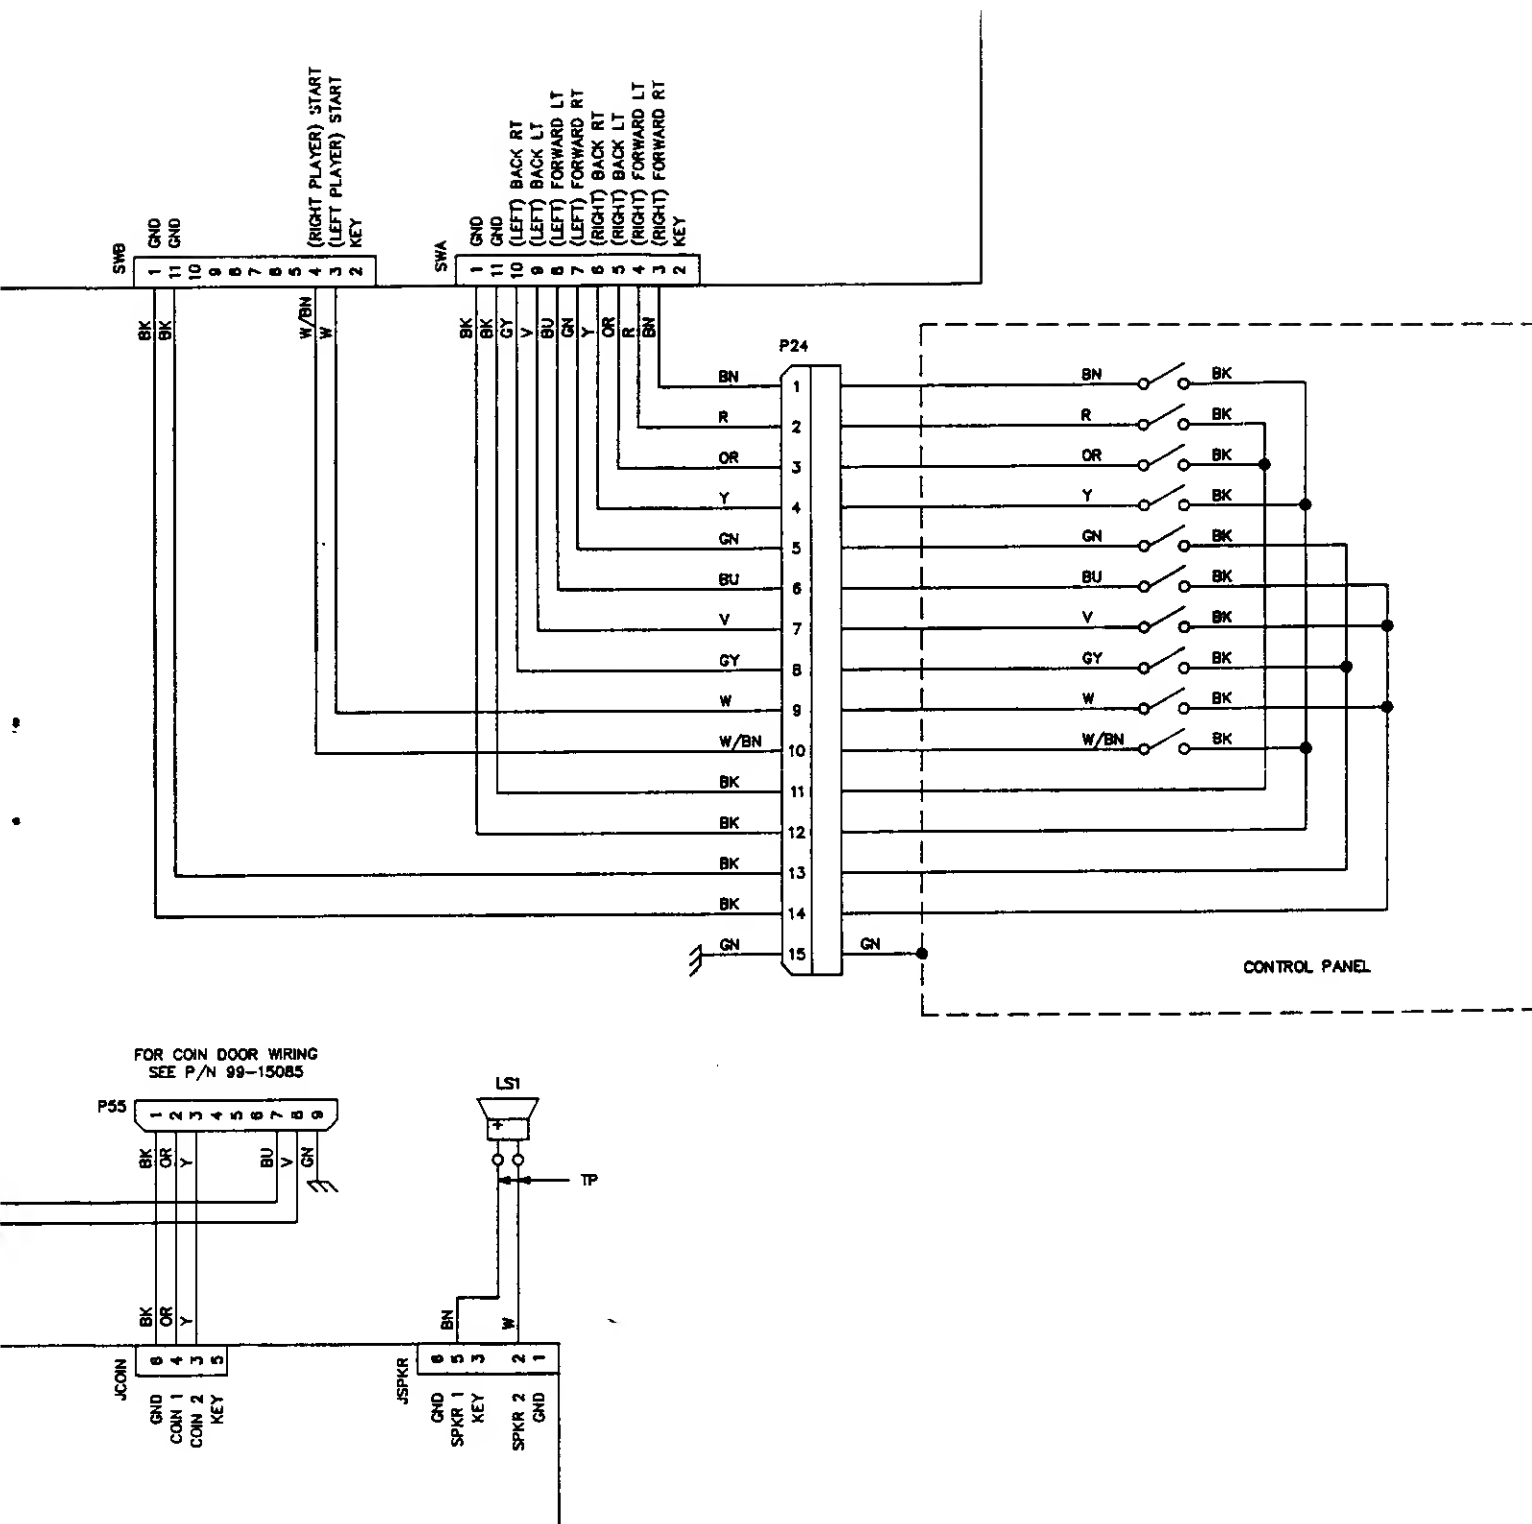 SWB
GND
GND
(RIGHT PLAYER) START
(LEFT PLAYER) START
KEY
1 11 10 9 8 7 6 5 4 3 2
BK
BK
W/BN
W
SWA
GND
GND
(LEFT) BACK RT
(LEFT) BACK LT
(LEFT) FORWARD LT
(LEFT) FORWARD RT
(RIGHT) BACK RT
(RIGHT) BACK LT
(RIGHT) FORWARD LT
(RIGHT) FORWARD RT
KEY
1 11 10 9 8 7 6 5 4 3 2
BK
BK
GY
V
BU
GN
Y
OR
R
BN
P24
BN 1 BN BK
R 2 R BK
OR 3 OR BK
Y 4 Y BK
GN 5 GN BK
BU 6 BU BK
V 7 V BK
GY 8 GY BK
W 9 W BK
W/BN 10 W/BN BK
BK 11
BK 12
BK 13
BK 14
GN 15 GN
CONTROL PANEL
FOR COIN DOOR WIRING
SEE P/N 99-15085
P55
1 2 3 4 5 6 7 8 9
BK
OR
Y
BU
V
GN
BK
OR
Y
JCOIN
6 4 3 5
GND
COIN 1
COIN 2
KEY
LS1
+
TP
BN
W
JSPKR
6 5 3 2 1
GND
SPKR 1
KEY
SPKR 2
GND